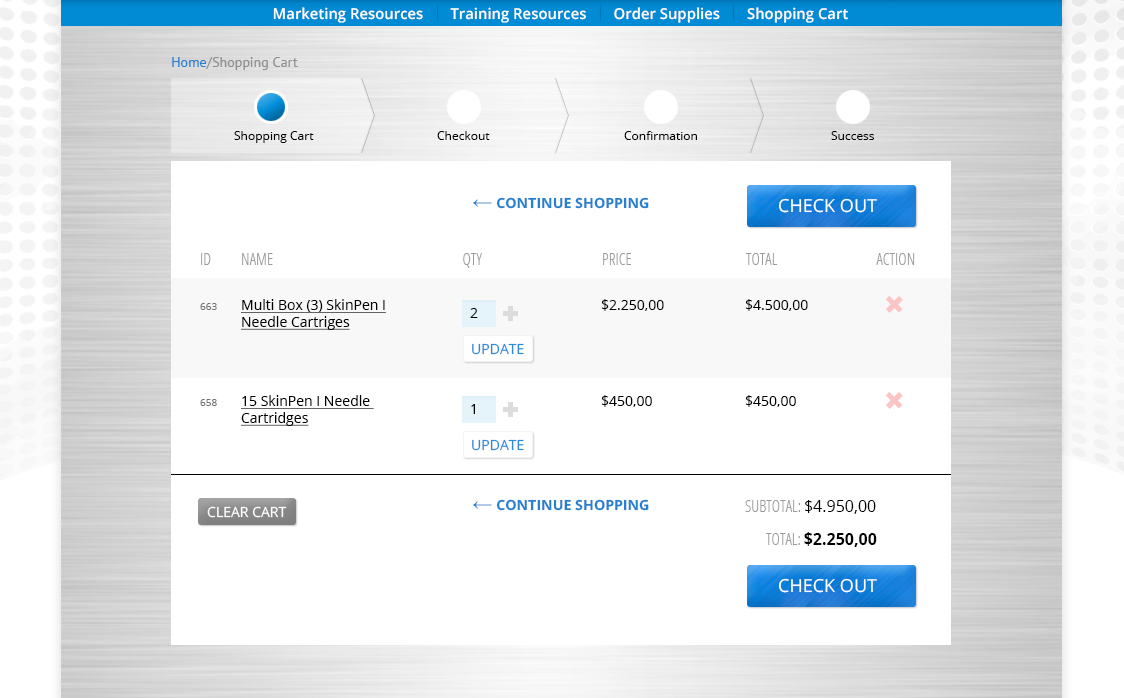 Marketing Resources Training Resources Order Supplies Shopping Cart
Home/Shopping Cart
Shopping Cart Checkout Confirmation Success
← CONTINUE SHOPPING CHECK OUT
ID NAME QTY PRICE TOTAL ACTION
663 Multi Box (3) SkinPen I 2 $2.250,00 $4.500,00
Needle Cartriges
UPDATE
658 15 SkinPen I Needle 1 $450,00 $450,00
Cartridges
UPDATE
CLEAR CART ← CONTINUE SHOPPING SUBTOTAL: $4.950,00
TOTAL: $2.250,00
CHECK OUT